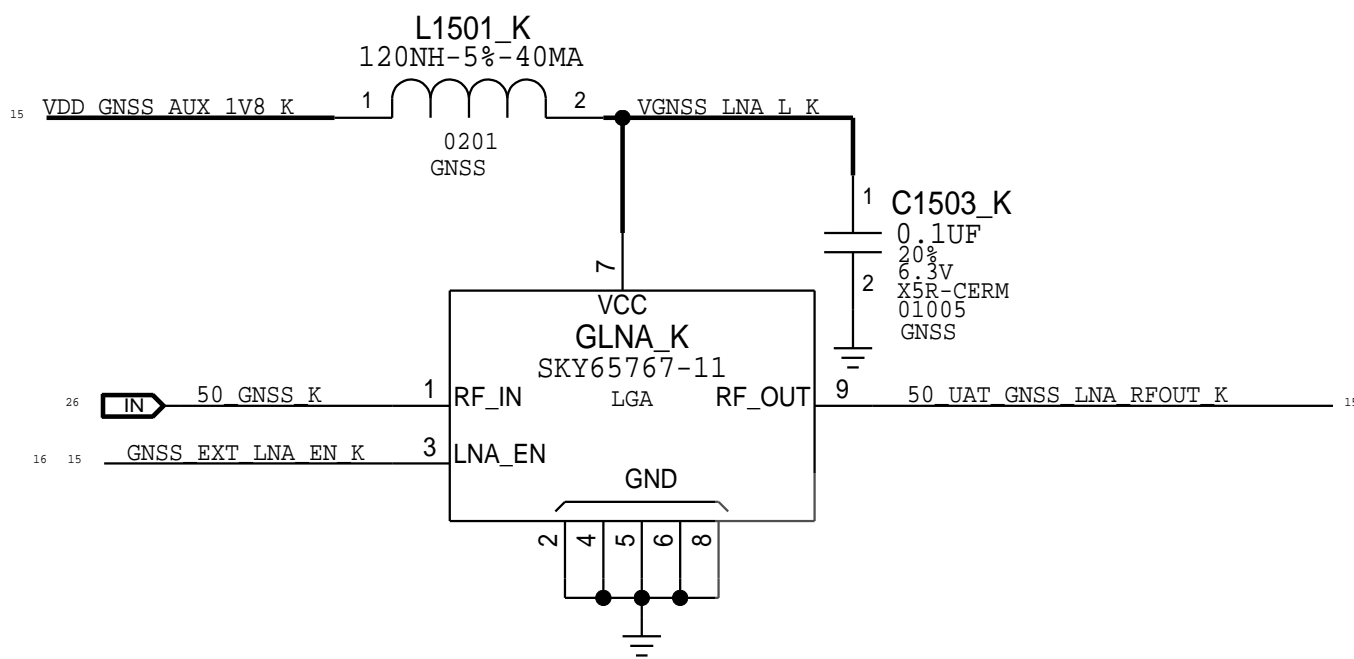 L1501_K
120NH-5%-40MA
15 VDD_GNSS_AUX_1V8_K 1 2 VGNSS_LNA_L_K
0201
GNSS
1 C1503_K
0.1UF
20%
6.3V
2 X5R-CERM
01005
GNSS
7
VCC
GLNA_K
SKY65767-11
LGA
26 IN 50_GNSS_K 1 RF_IN RF_OUT 9 50_UAT_GNSS_LNA_RFOUT_K 15
16 15 GNSS_EXT_LNA_EN_K 3 LNA_EN
GND
2 4 5 6 8